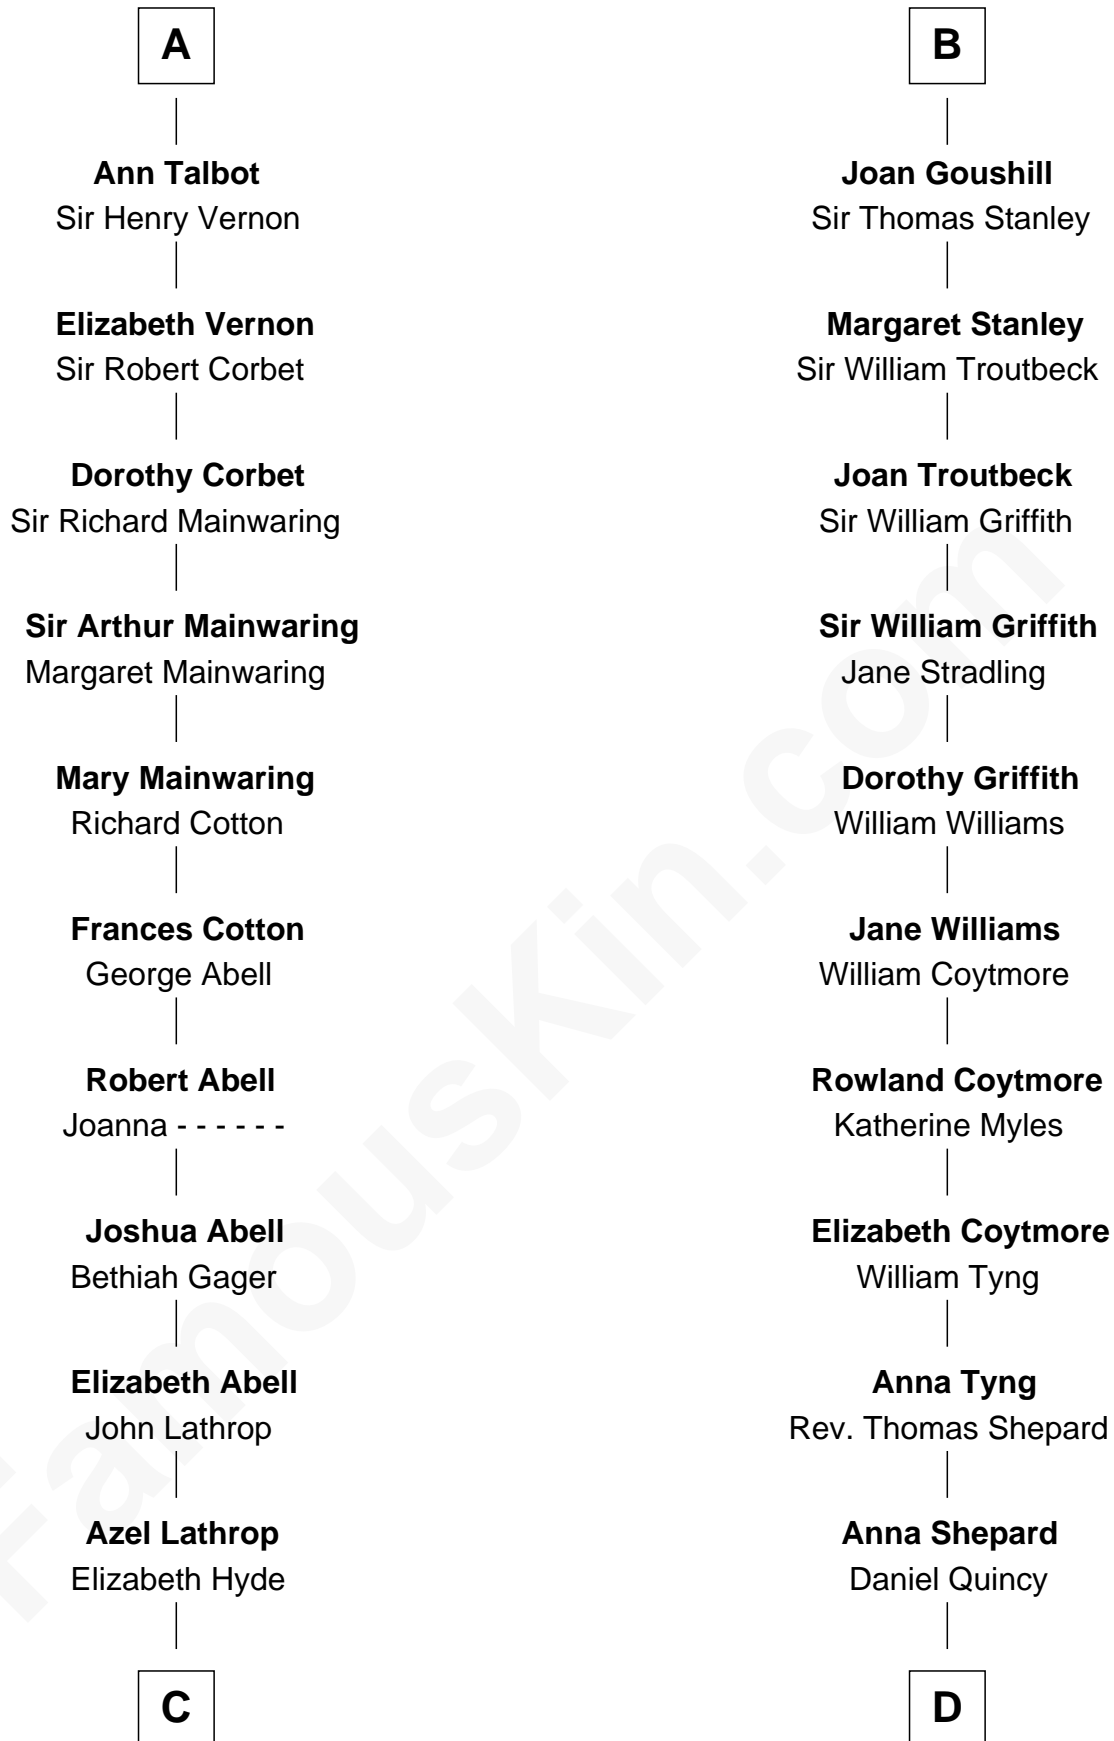 A
Ann Talbot
Sir Henry Vernon
Elizabeth Vernon
Sir Robert Corbet
Dorothy Corbet
Sir Richard Mainwaring
Sir Arthur Mainwaring
Margaret Mainwaring
Mary Mainwaring
Richard Cotton
Frances Cotton
George Abell
Robert Abell
Joanna - - - - - -
Joshua Abell
Bethiah Gager
Elizabeth Abell
John Lathrop
Azel Lathrop
Elizabeth Hyde
C
B
Joan Goushill
Sir Thomas Stanley
Margaret Stanley
Sir William Troutbeck
Joan Troutbeck
Sir William Griffith
Sir William Griffith
Jane Stradling
Dorothy Griffith
William Williams
Jane Williams
William Coytmore
Rowland Coytmore
Katherine Myles
Elizabeth Coytmore
William Tyng
Anna Tyng
Rev. Thomas Shepard
Anna Shepard
Daniel Quincy
D
FamousKin.com